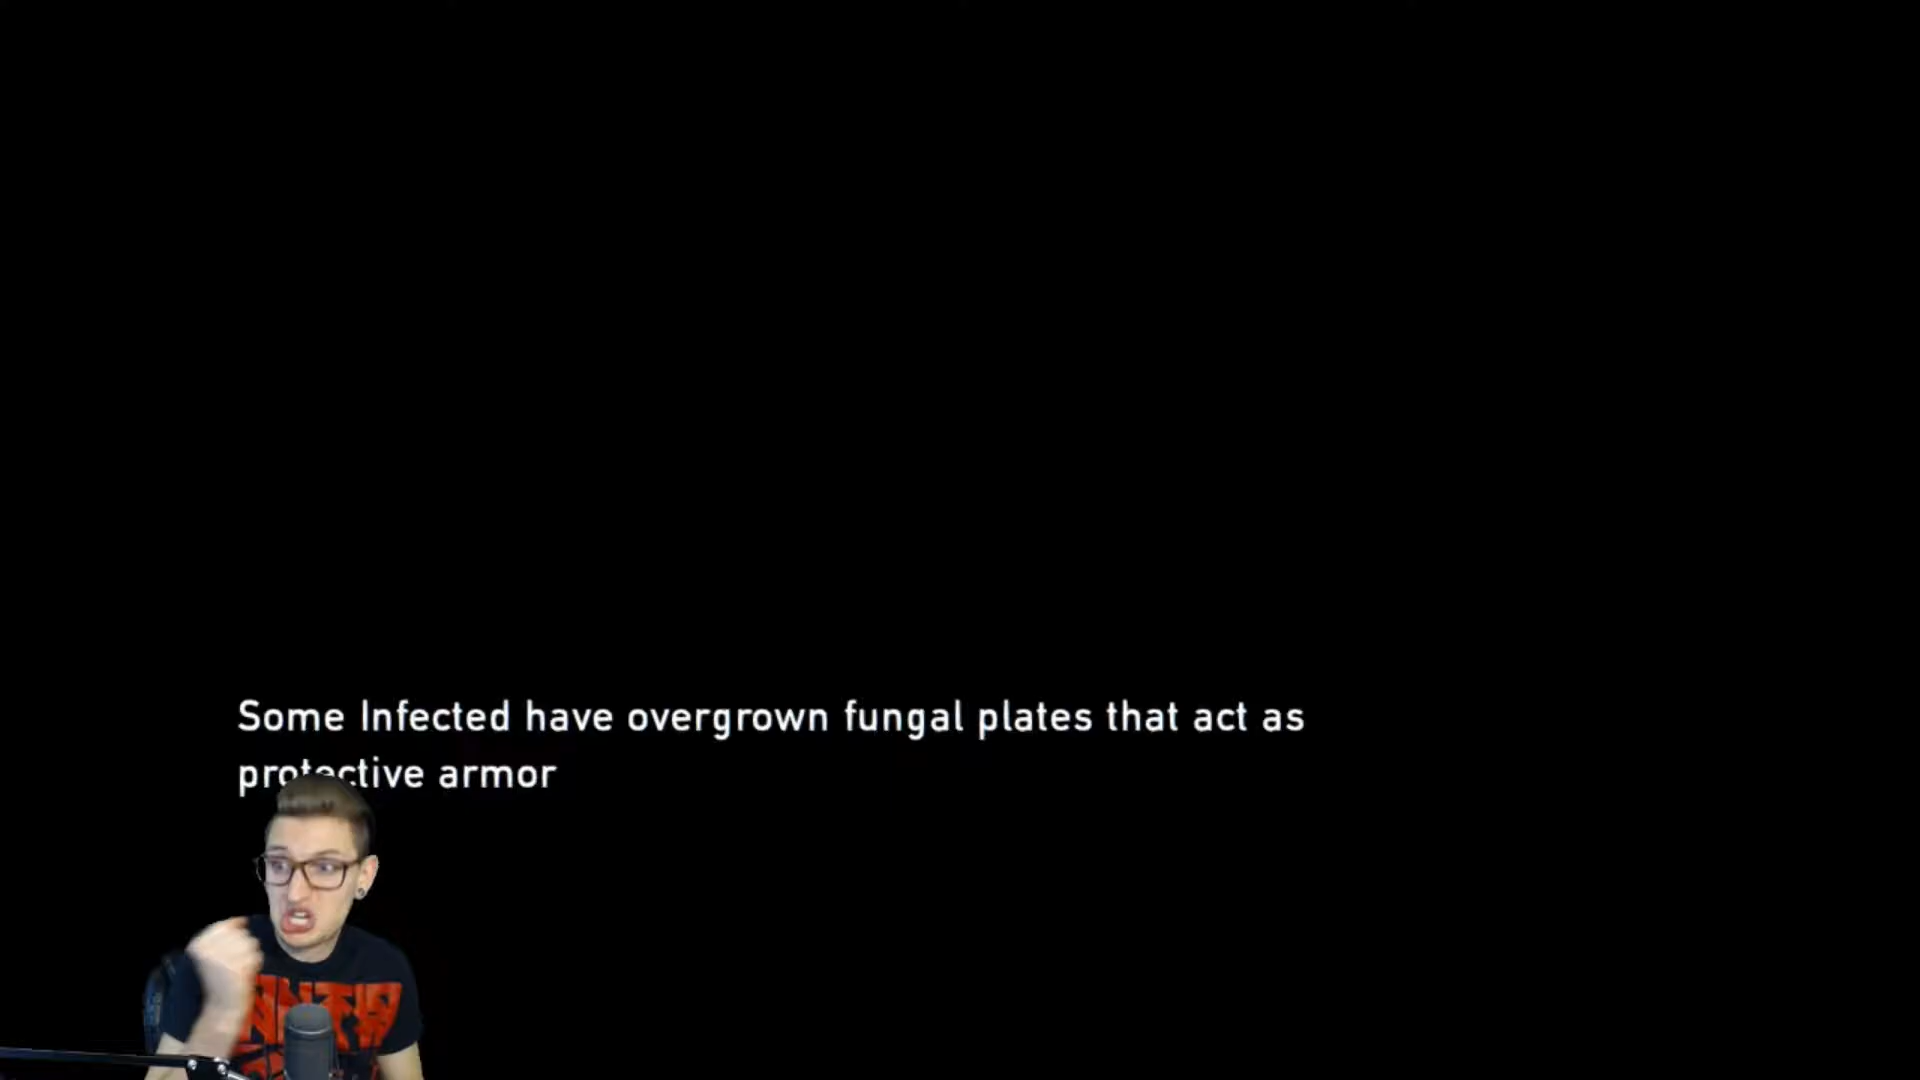 Some Infected have overgrown fungal plates that act as
protective armor